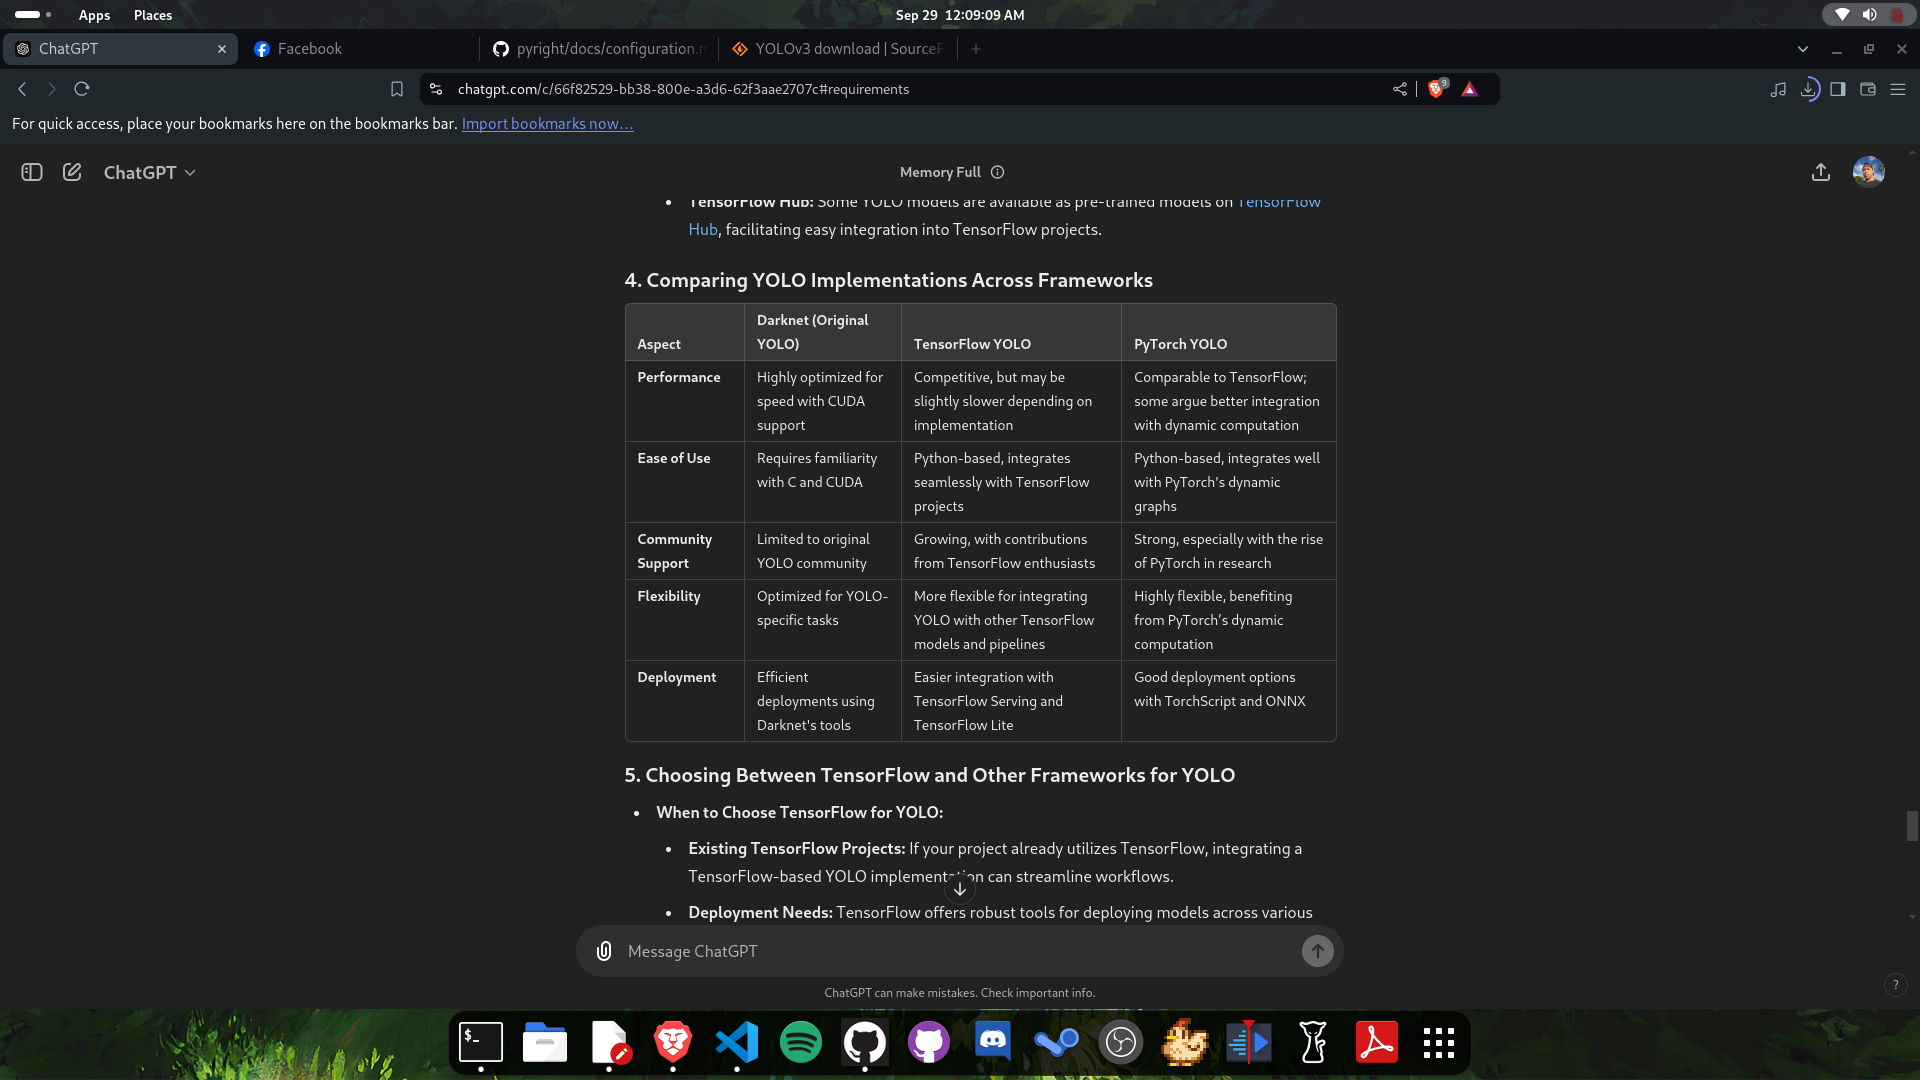 Apps Places Sep 29 12:09:09 AM
ChatGPT Facebook pyright/docs/configuration.m YOLOv3 download | SourceF
chatgpt.com/c/66f82529-bb38-800e-a3d6-62f3aae2707c#requirements 9
For quick access, place your bookmarks here on the bookmarks bar. Import bookmarks now...
ChatGPT Memory Full
TensorFlow Hub: Some YOLO models are available as pre-trained models on TensorFlow
Hub, facilitating easy integration into TensorFlow projects.
4. Comparing YOLO Implementations Across Frameworks
Darknet (Original
Aspect YOLO) TensorFlow YOLO PyTorch YOLO
Performance Highly optimized for Competitive, but may be Comparable to TensorFlow;
speed with CUDA slightly slower depending on some argue better integration
support implementation with dynamic computation
Ease of Use Requires familiarity Python-based, integrates Python-based, integrates well
with C and CUDA seamlessly with TensorFlow with PyTorch's dynamic
projects graphs
Community Limited to original Growing, with contributions Strong, especially with the rise
Support YOLO community from TensorFlow enthusiasts of PyTorch in research
Flexibility Optimized for YOLO- More flexible for integrating Highly flexible, benefiting
specific tasks YOLO with other TensorFlow from PyTorch’s dynamic
models and pipelines computation
Deployment Efficient Easier integration with Good deployment options
deployments using TensorFlow Serving and with TorchScript and ONNX
Darknet's tools TensorFlow Lite
5. Choosing Between TensorFlow and Other Frameworks for YOLO
When to Choose TensorFlow for YOLO:
Existing TensorFlow Projects: If your project already utilizes TensorFlow, integrating a
TensorFlow-based YOLO implementation can streamline workflows.
Deployment Needs: TensorFlow offers robust tools for deploying models across various
Message ChatGPT
ChatGPT can make mistakes. Check important info.
?
$_